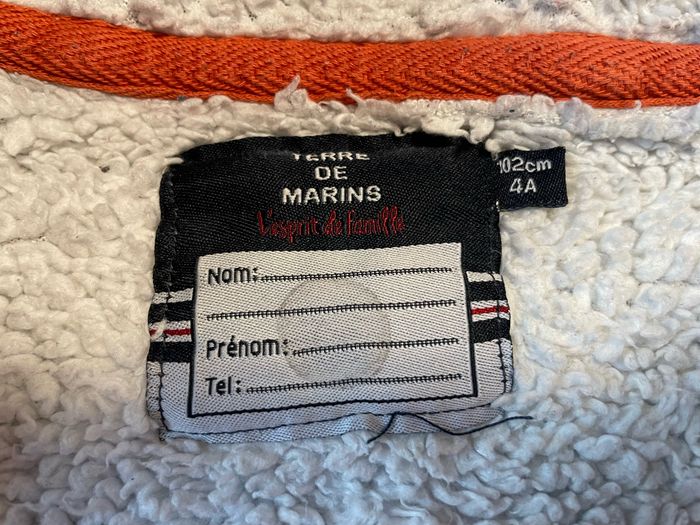 TERRE
DE
MARINS
L'esprit de famille
102cm
4A
Nom:
Prénom:
Tel: